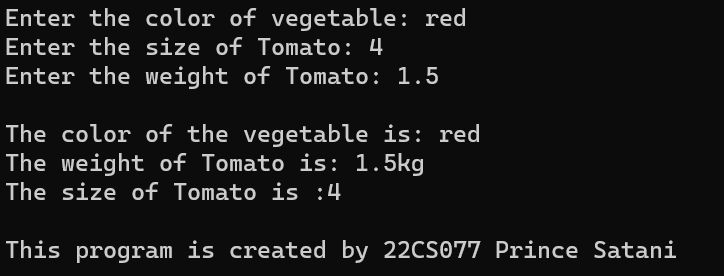 Enter the color of vegetable: red
Enter the size of Tomato: 4
Enter the weight of Tomato: 1.5
The color of the vegetable is: red
The weight of Tomato is: 1.5kg
The size of Tomato is :4
This program is created by 22CS077 Prince Satani